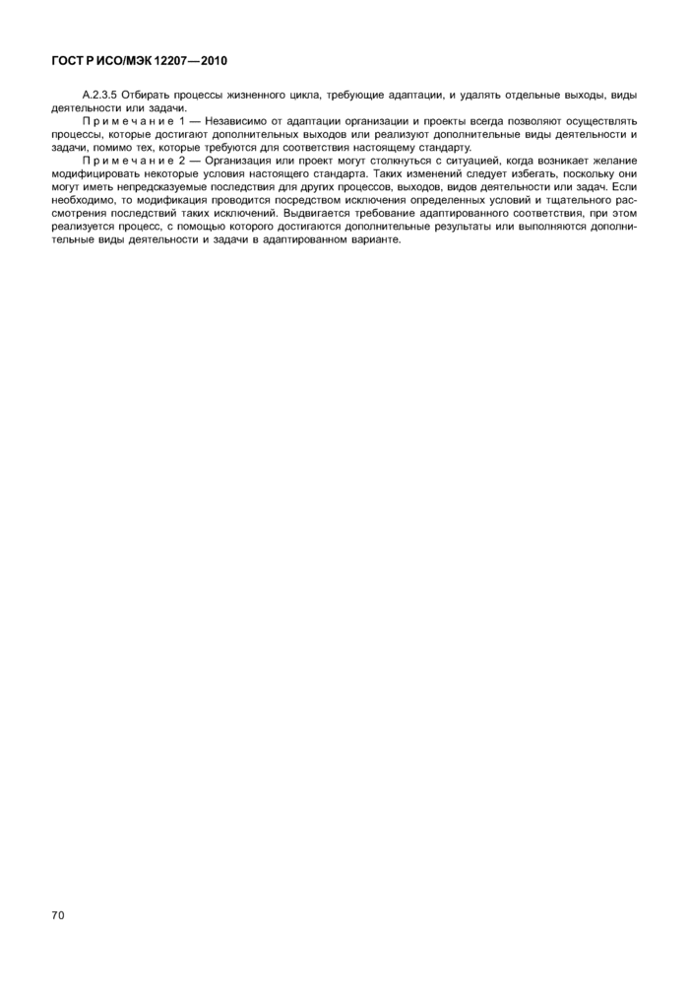 ГОСТ Р ИСО/МЭК 12207—2010
А.2.3.5 Отбирать процессы жизненного цикла, требующие адаптации, и удалять отдельные выходы, виды
деятельности или задачи.
П р и м е ч а н и е 1 — Независимо от адаптации организации и проекты всегда позволяют осуществлять
процессы, которые достигают дополнительных выходов или реализуют дополнительные виды деятельности и
задачи, помимо тех, которые требуются для соответствия настоящему стандарту.
П р и м е ч а н и е 2 — Организация или проект могут столкнуться с ситуацией, когда возникает желание
модифицировать некоторые условия настоящего стандарта. Таких изменений следует избегать, поскольку они
могут иметь непредсказуемые последствия для других процессов, выходов, видов деятельности или задач. Если
необходимо, то модификация проводится посредством исключения определенных условий и тщательного рас-
смотрения последствий таких исключений. Выдвигается требование адаптированного соответствия, при этом
реализуется процесс, с помощью которого достигаются дополнительные результаты или выполняются дополни-
тельные виды деятельности и задачи в адаптированном варианте.
70